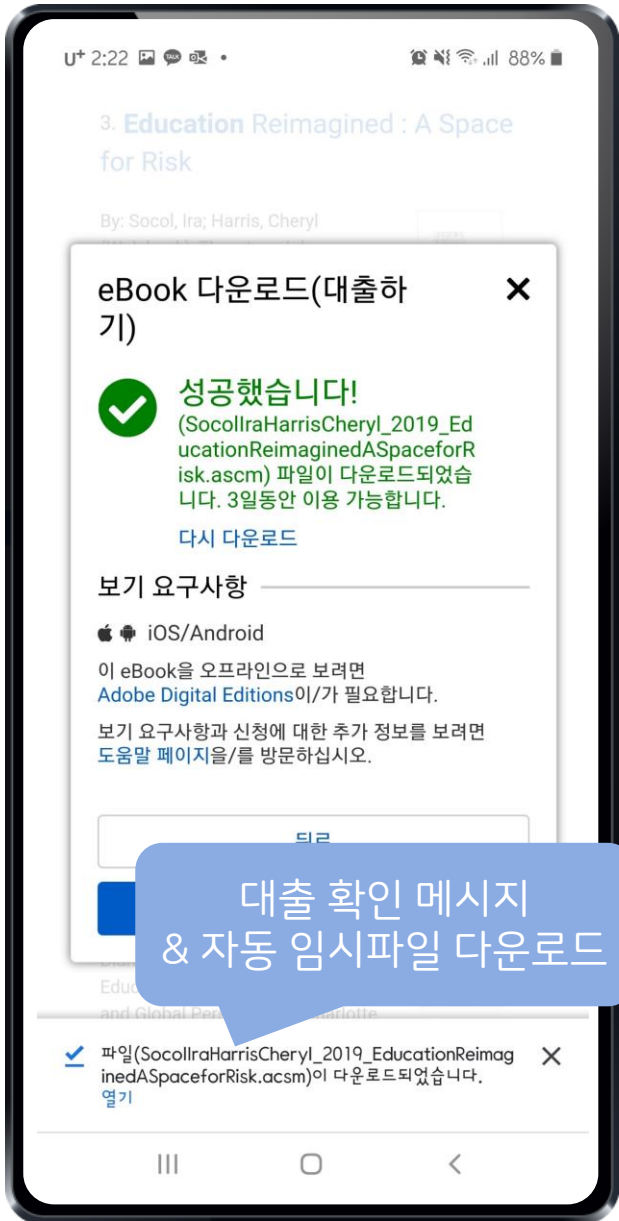 U+ 2:22
88%
3. Education Reimagined : A Space
for Risk
By: Socol, Ira; Harris, Cheryl
eBook 다운로드(대출하
기)
성공했습니다!
(SocolIraHarrisCheryl_2019_Ed
ucationReimaginedASpaceforR
isk.ascm) 파일이 다운로드되었습
니다. 3일동안 이용 가능합니다.
다시 다운로드
보기 요구사항
iOS/Android
이 eBook을 오프라인으로 보려면
Adobe Digital Editions이/가 필요합니다.
보기 요구사항과 신청에 대한 추가 정보를 보려면
도움말 페이지을/를 방문하십시오.
뒤로
대출 확인 메시지
& 자동 임시파일 다운로드
and Global
파일(SocolIraHarrisCheryl_2019_EducationReimag
inedASpaceforRisk.acsm)이 다운로드되었습니다.
열기